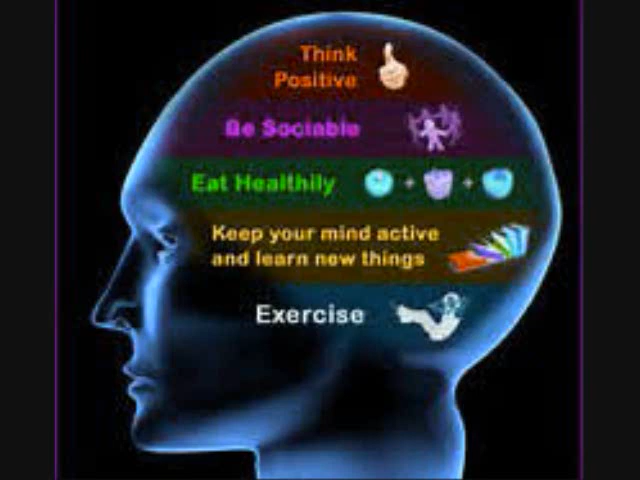 Think
Positive
Be Sociable
Eat Healthily
Keep your mind active
and learn new things
Exercise